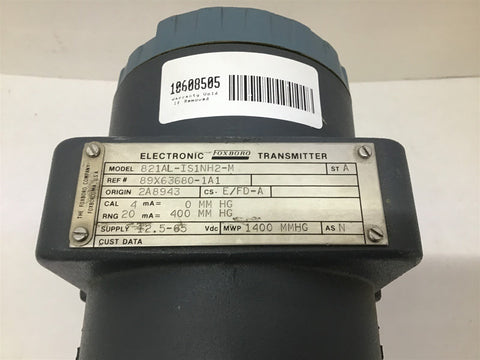 10608505
Warranty Void
If Removed
ELECTRONIC FOXBORO TRANSMITTER
MODEL 821AL-IS1NH2-M ST A
REF # 89X63680-1A1
ORIGIN 2A8943 CS- E/FD-A
CAL 4 mA= 0 MM HG
RNG 20 mA= 400 MM HG
SUPPLY 12.5-65 Vdc MWP 1400 MMHG AS N
CUST DATA
THE FOXBORO COMPANY
FOXBORO, MA U.S.A.